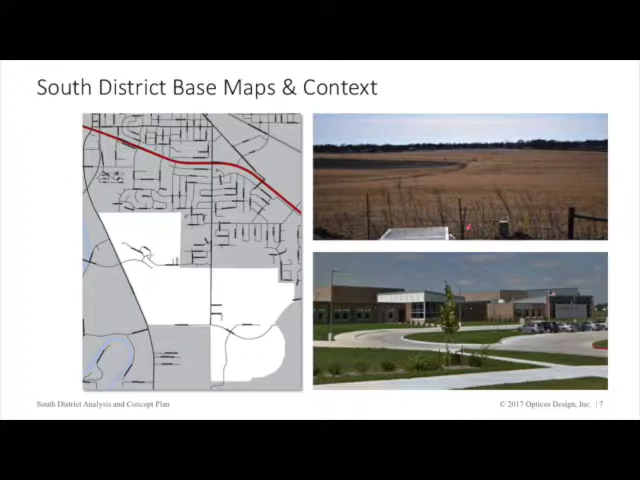 South District Base Maps & Context
South District Analysis and Concept Plan
© 2017 Opticos Design, Inc. | 7